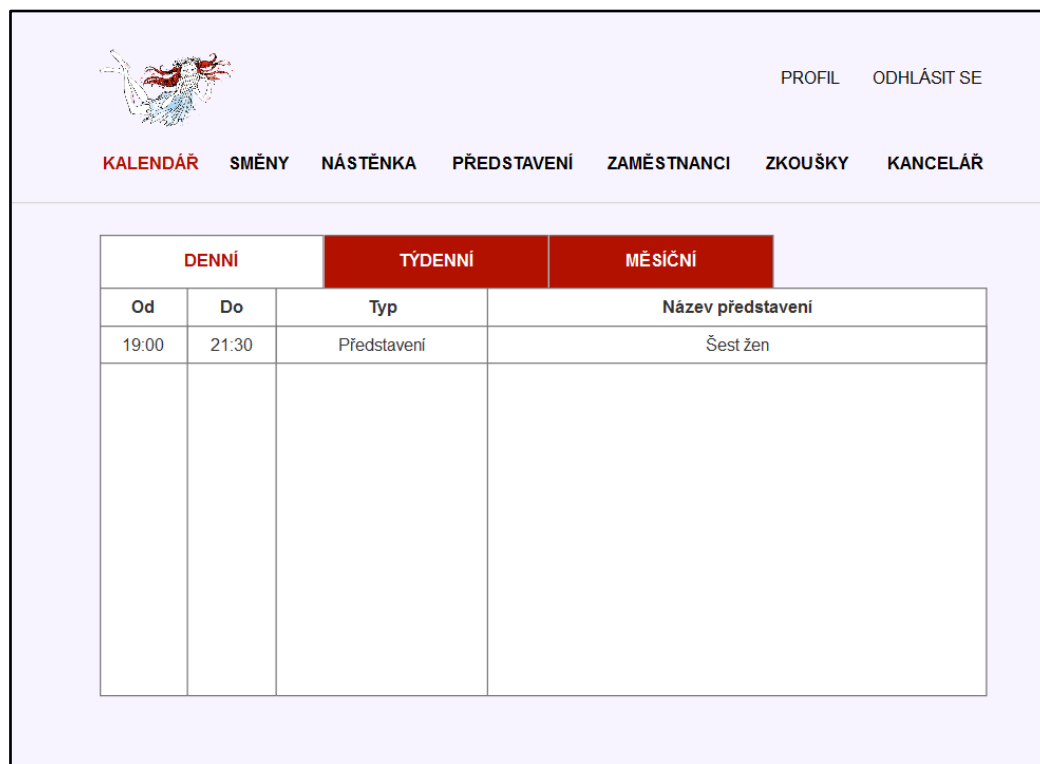 PROFIL ODHLÁSIT SE
KALENDÁŘ SMĚNY NÁSTĚNKA PŘEDSTAVENÍ ZAMĚSTNANCI ZKOUŠKY KANCELÁŘ
DENNÍ TÝDENNÍ MĚSÍČNÍ
Od Do Typ Název představení
19:00 21:30 Představení Šest žen